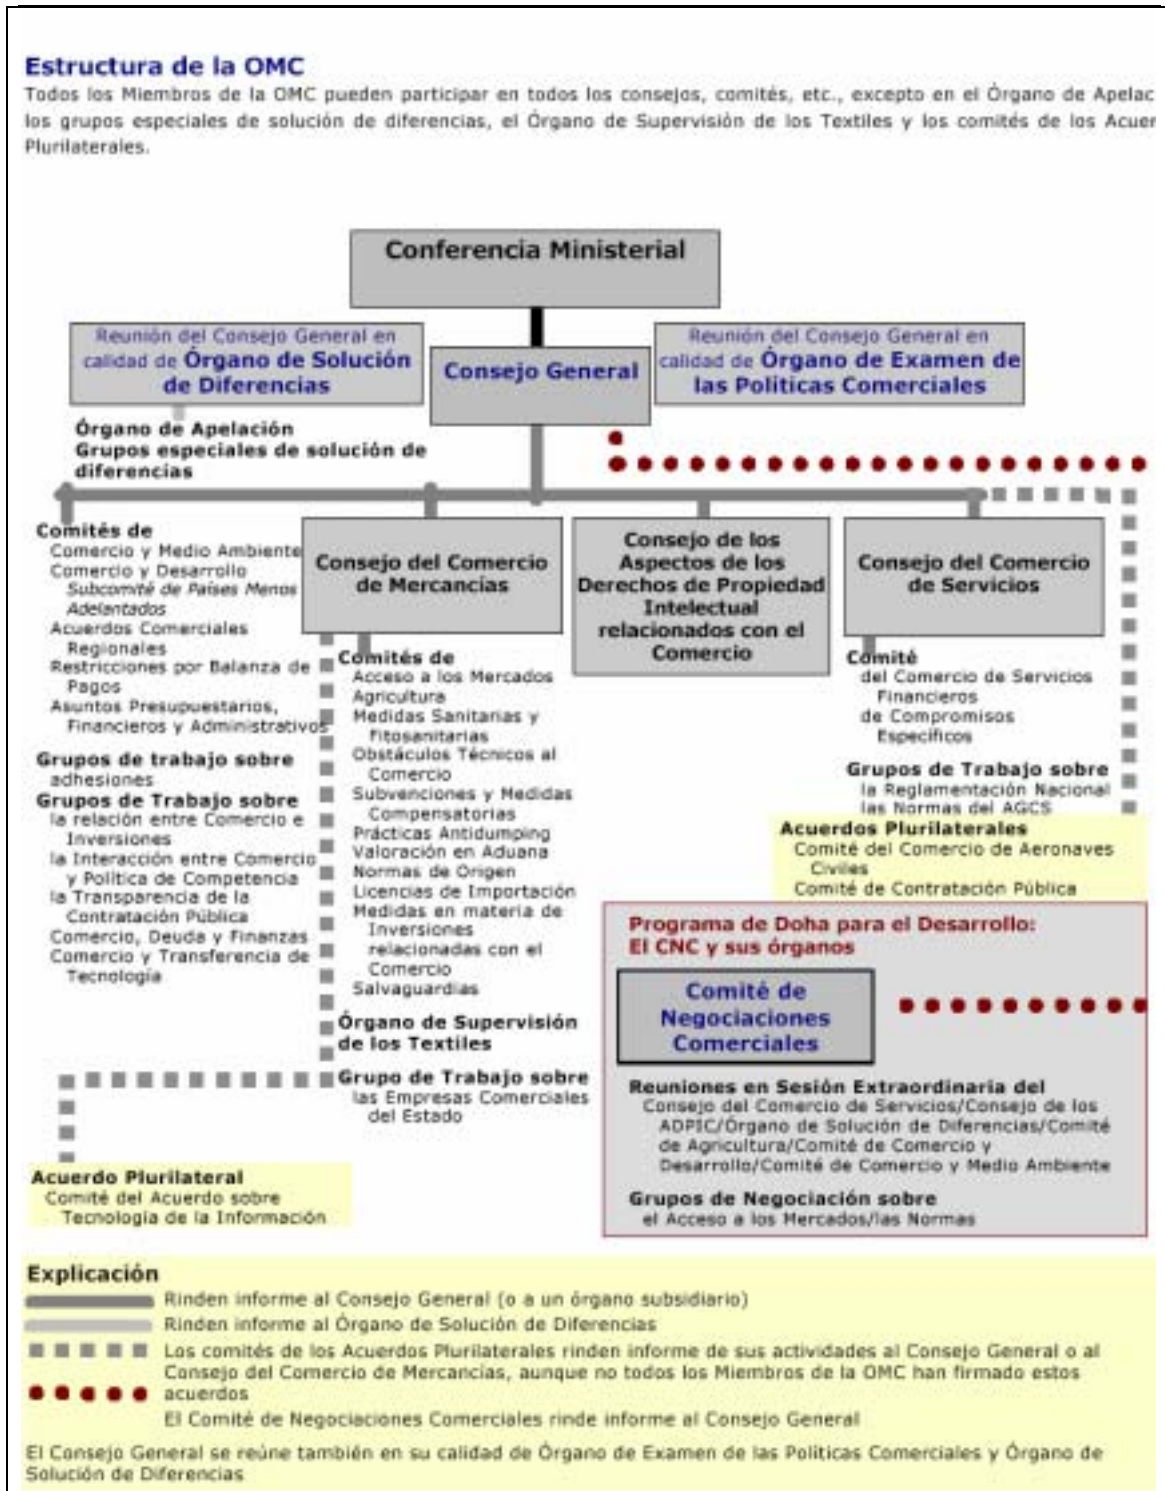 Estructura de la OMC
Todos los Miembros de la OMC pueden participar en todos los consejos, comités, etc., excepto en el Órgano de Apelac
los grupos especiales de solución de diferencias, el Órgano de Supervisión de los Textiles y los comités de los Acuer
Plurilaterales.
Conferencia Ministerial
Reunión del Consejo General en
calidad de Órgano de Solución
de Diferencias
Consejo General
Reunión del Consejo General en
calidad de Órgano de Examen de
las Políticas Comerciales
Órgano de Apelación
Grupos especiales de solución de
diferencias
Comités de
Comercio y Medio Ambiente
Comercio y Desarrollo
Subcomité de Países Menos
Adelantados
Acuerdos Comerciales
Regionales
Restricciones por Balanza de
Pagos
Asuntos Presupuestarios,
Financieros y Administrativos
Grupos de trabajo sobre
adhesiones
Grupos de Trabajo sobre
la relación entre Comercio e
Inversiones
la Interacción entre Comercio
y Política de Competencia
la Transparencia de la
Contratación Pública
Comercio, Deuda y Finanzas
Comercio y Transferencia de
Tecnología
Consejo del Comercio
de Mercancías
Comités de
Acceso a los Mercados
Agricultura
Medidas Sanitarias y
Fitosanitarias
Obstáculos Técnicos al
Comercio
Subvenciones y Medidas
Compensatorias
Prácticas Antidumping
Valoración en Aduana
Normas de Origen
Licencias de Importación
Medidas en materia de
Inversiones
relacionadas con el
Comercio
Salvaguardias
Órgano de Supervisión
de los Textiles
Grupo de Trabajo sobre
las Empresas Comerciales
del Estado
Acuerdo Plurilateral
Comité del Acuerdo sobre
Tecnología de la Información
Consejo de los
Aspectos de los
Derechos de Propiedad
Intelectual
relacionados con el
Comercio
Consejo del Comercio
de Servicios
Comité
del Comercio de Servicios
Financieros
de Compromisos
Específicos
Grupos de Trabajo sobre
la Reglamentación Nacional
las Normas del AGCS
Acuerdos Plurilaterales
Comité del Comercio de Aeronaves
Civiles
Comité de Contratación Pública
Programa de Doha para el Desarrollo:
El CNC y sus órganos
Comité de
Negociaciones
Comerciales
Reuniones en Sesión Extraordinaria del
Consejo del Comercio de Servicios/Consejo de los
ADPIC/Órgano de Solución de Diferencias/Comité
de Agricultura/Comité de Comercio y
Desarrollo/Comité de Comercio y Medio Ambiente
Grupos de Negociación sobre
el Acceso a los Mercados/las Normas
Explicación
Rinden informe al Consejo General (o a un órgano subsidiario)
Rinden informe al Órgano de Solución de Diferencias
Los comités de los Acuerdos Plurilaterales rinden informe de sus actividades al Consejo General o al
Consejo del Comercio de Mercancías, aunque no todos los Miembros de la OMC han firmado estos
acuerdos
El Comité de Negociaciones Comerciales rinde informe al Consejo General
El Consejo General se reúne también en su calidad de Órgano de Examen de las Políticas Comerciales y Órgano de
Solución de Diferencias